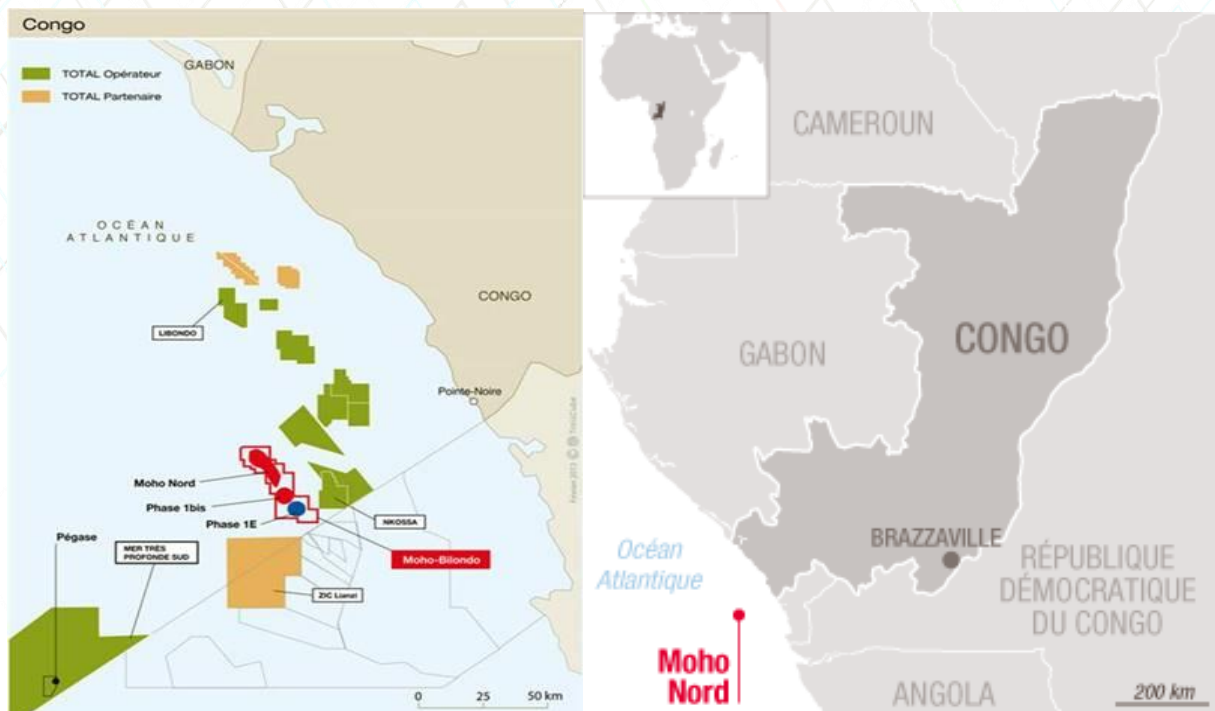 Congo
TOTAL Opérateur
TOTAL Partenaire
GABON
OCÉAN
ATLANTIQUE
CONGO
LIBONDO
Pointe-Noire
Moho Nord
Phase 1bis
Phase 1E
NKOSSA
Pégase
MER TRÈS
PROFONDE SUD
Moho-Bilondo
ZIC Lianzi
0 25 50 km
CAMEROUN
GABON
CONGO
BRAZZAVILLE
Océan
Atlantique
RÉPUBLIQUE
DÉMOCRATIQUE
DU CONGO
Moho
Nord
ANGOLA
200 km